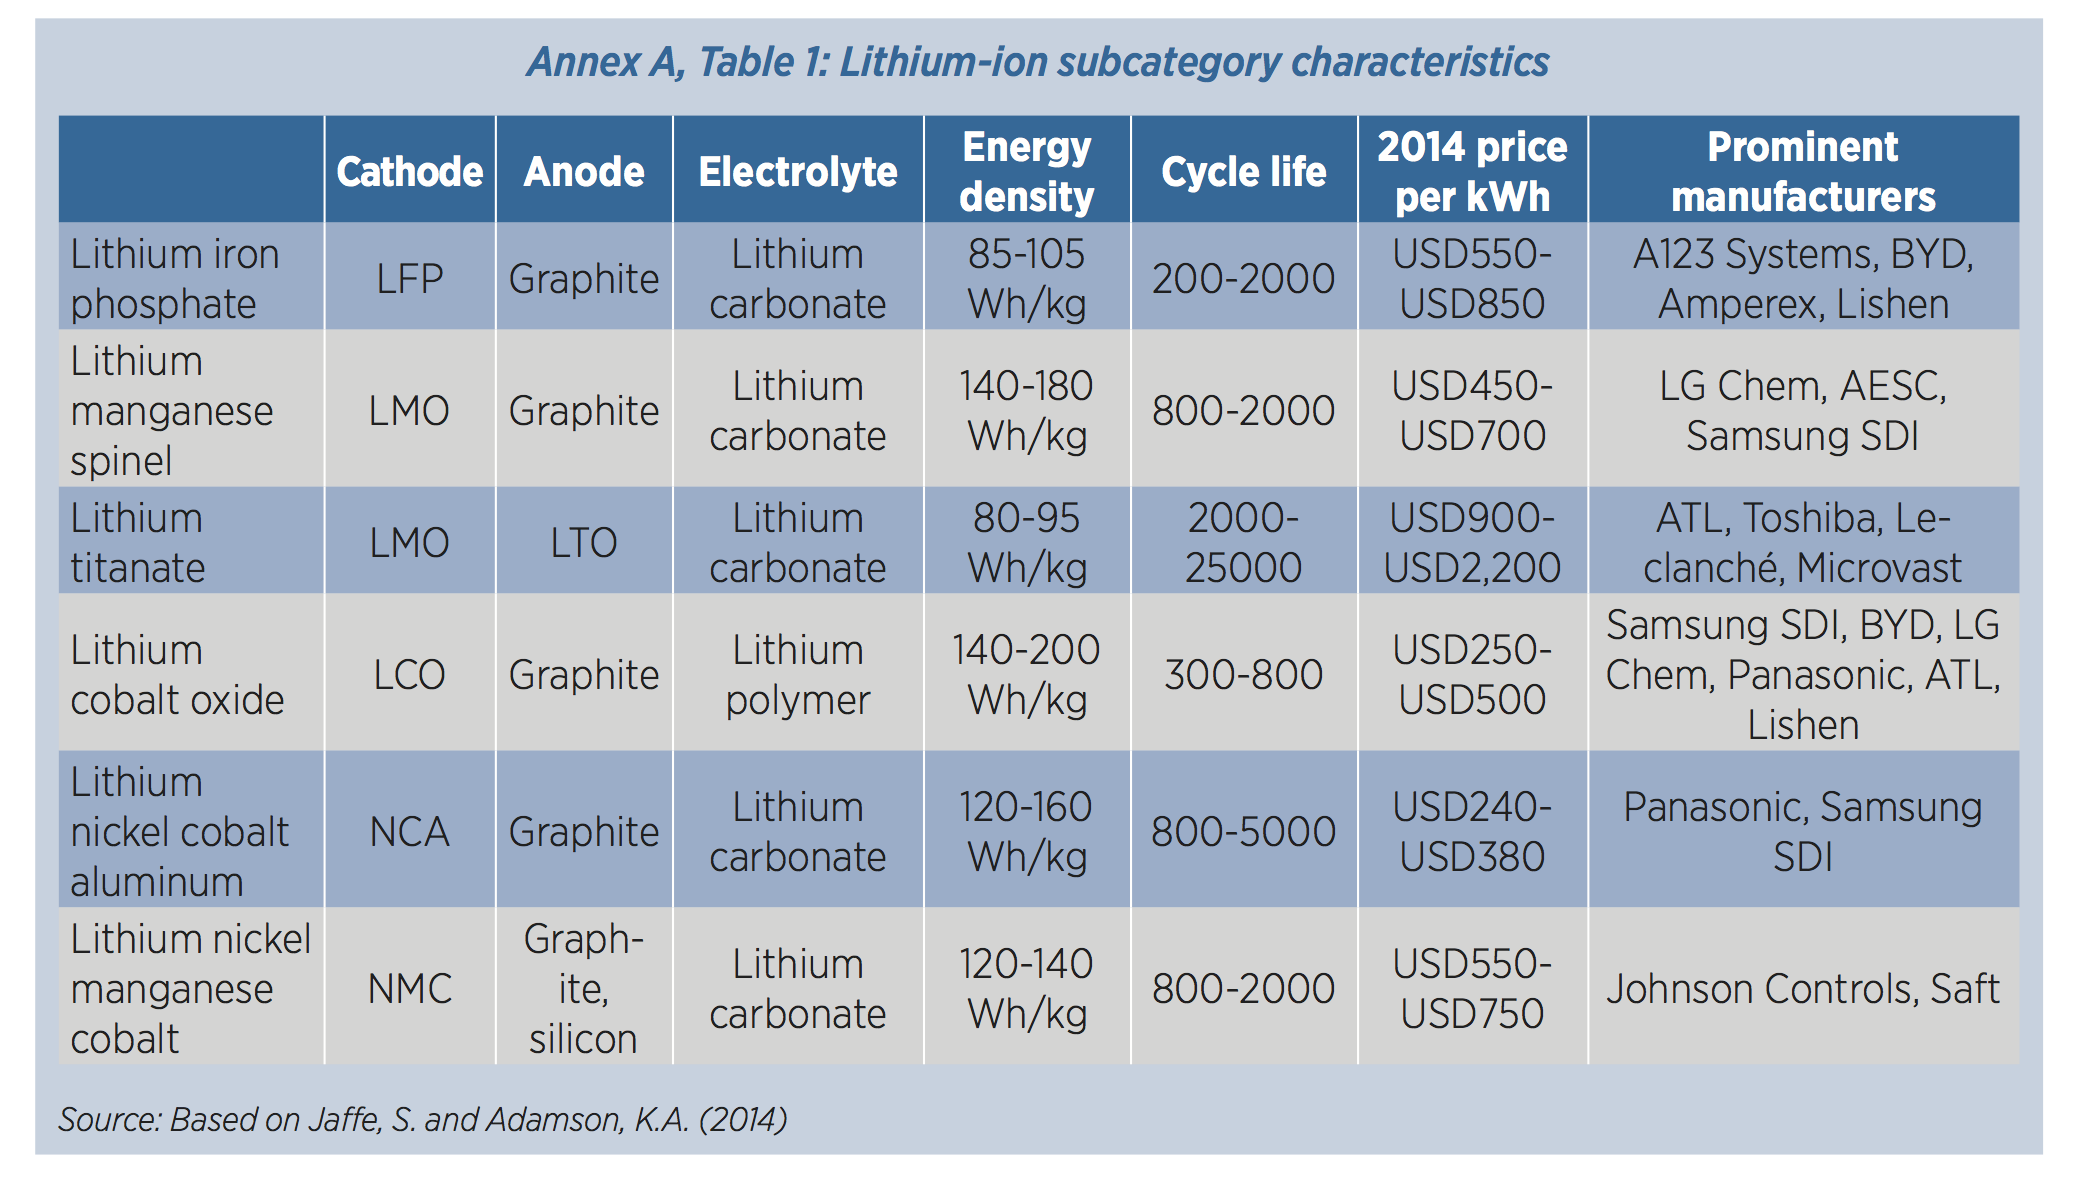 Annex A, Table 1: Lithium-ion subcategory characteristics
Cathode
Anode
Electrolyte
Energy
density
Cycle life
2014 price
per kWh
Prominent
manufacturers
Lithium iron
phosphate
LFP
Graphite
Lithium
carbonate
85-105
Wh/kg
200-2000
USD550-
USD850
A123 Systems, BYD,
Amperex, Lishen
Lithium
manganese
spinel
LMO
Graphite
Lithium
carbonate
140-180
Wh/kg
800-2000
USD450-
USD700
LG Chem, AESC,
Samsung SDI
Lithium
titanate
LMO
LTO
Lithium
carbonate
80-95
Wh/kg
2000-
25000
USD900-
USD2,200
ATL, Toshiba, Le-
clanché, Microvast
Lithium
cobalt oxide
LCO
Graphite
Lithium
polymer
140-200
Wh/kg
300-800
USD250-
USD500
Samsung SDI, BYD, LG
Chem, Panasonic, ATL,
Lishen
Lithium
nickel cobalt
aluminum
NCA
Graphite
Lithium
carbonate
120-160
Wh/kg
800-5000
USD240-
USD380
Panasonic, Samsung
SDI
Lithium nickel
manganese
cobalt
NMC
Graph-
ite,
silicon
Lithium
carbonate
120-140
Wh/kg
800-2000
USD550-
USD750
Johnson Controls, Saft
Source: Based on Jaffe, S. and Adamson, K.A. (2014)